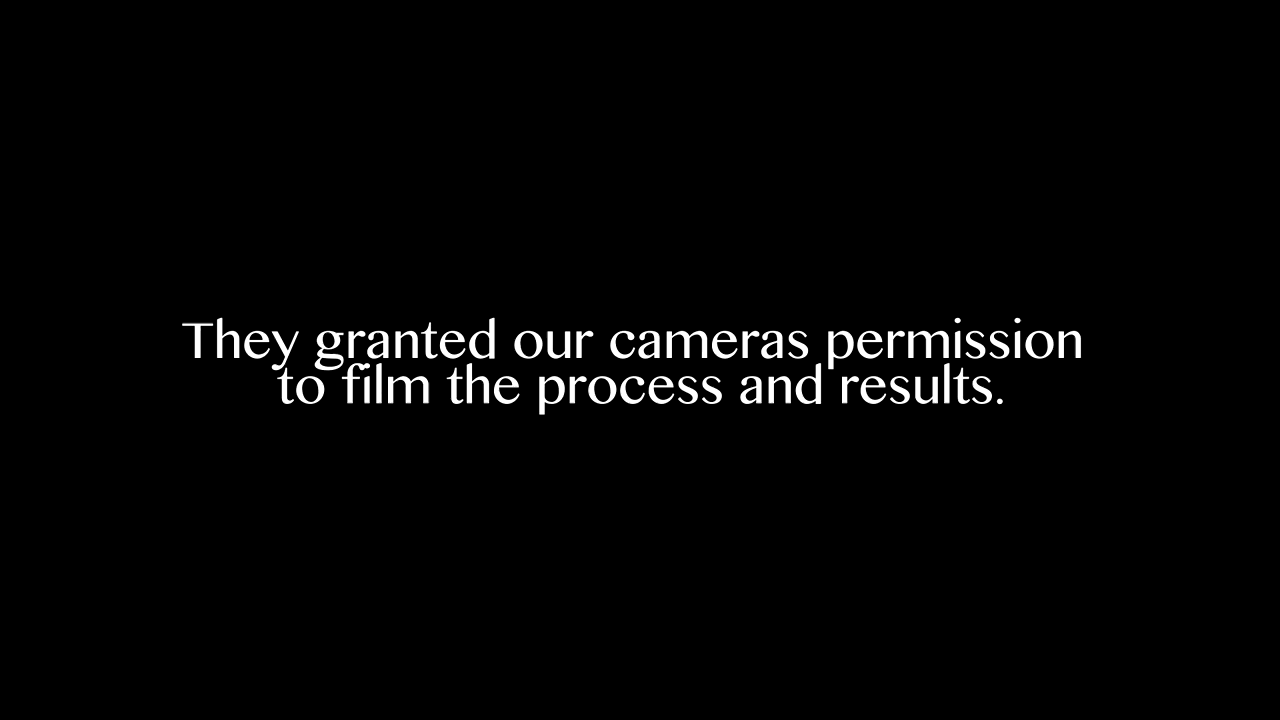 They granted our cameras permission
to film the process and results.